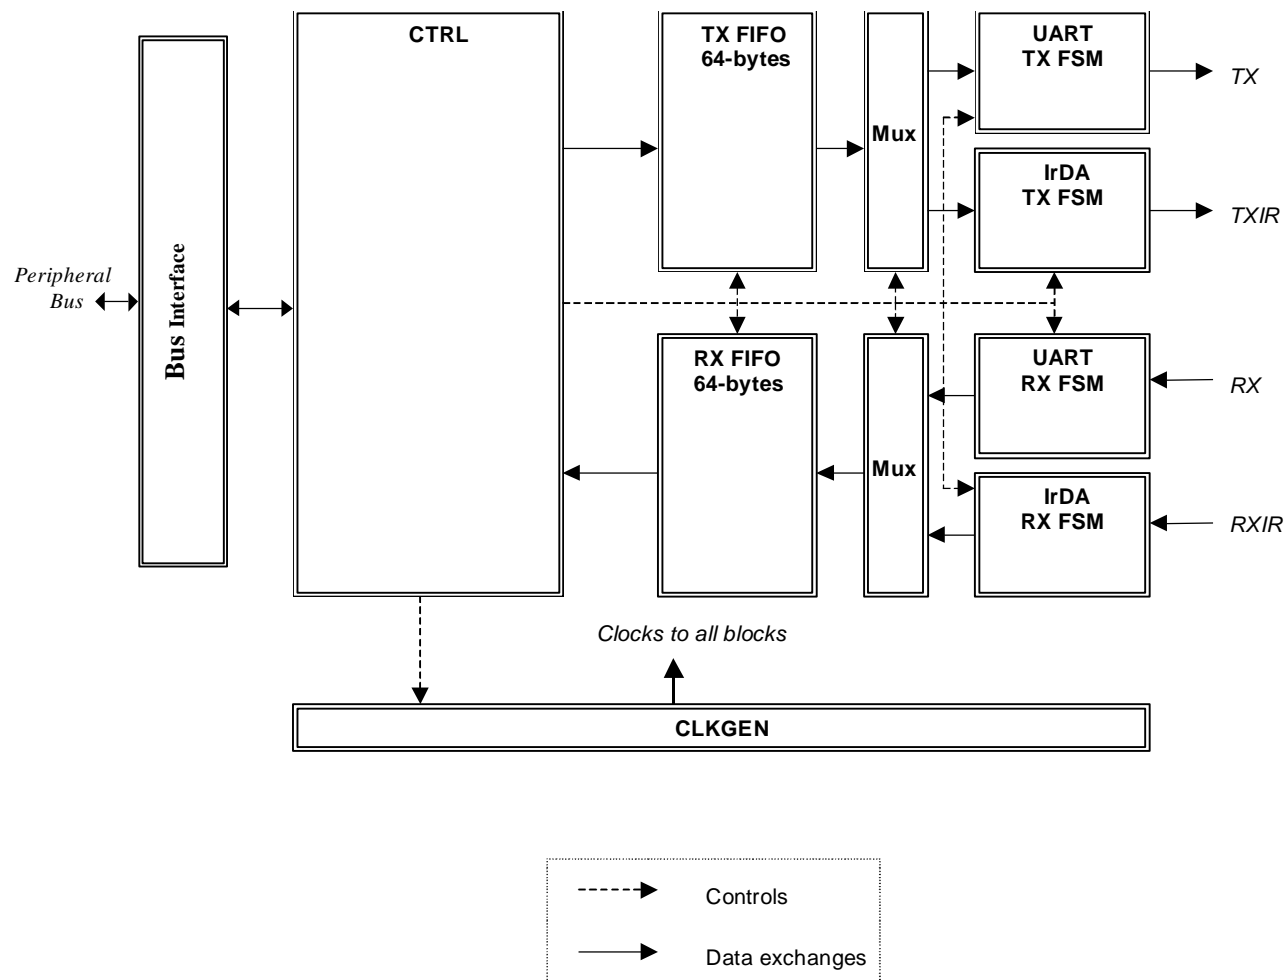 CTRL
TX FIFO
64-bytes
Mux
UART
TX FSM
TX
IrDA
TX FSM
TXIR
Peripheral
Bus
Bus Interface
RX FIFO
64-bytes
Mux
UART
RX FSM
RX
IrDA
RX FSM
RXIR
Clocks to all blocks
CLKGEN
Controls
Data exchanges